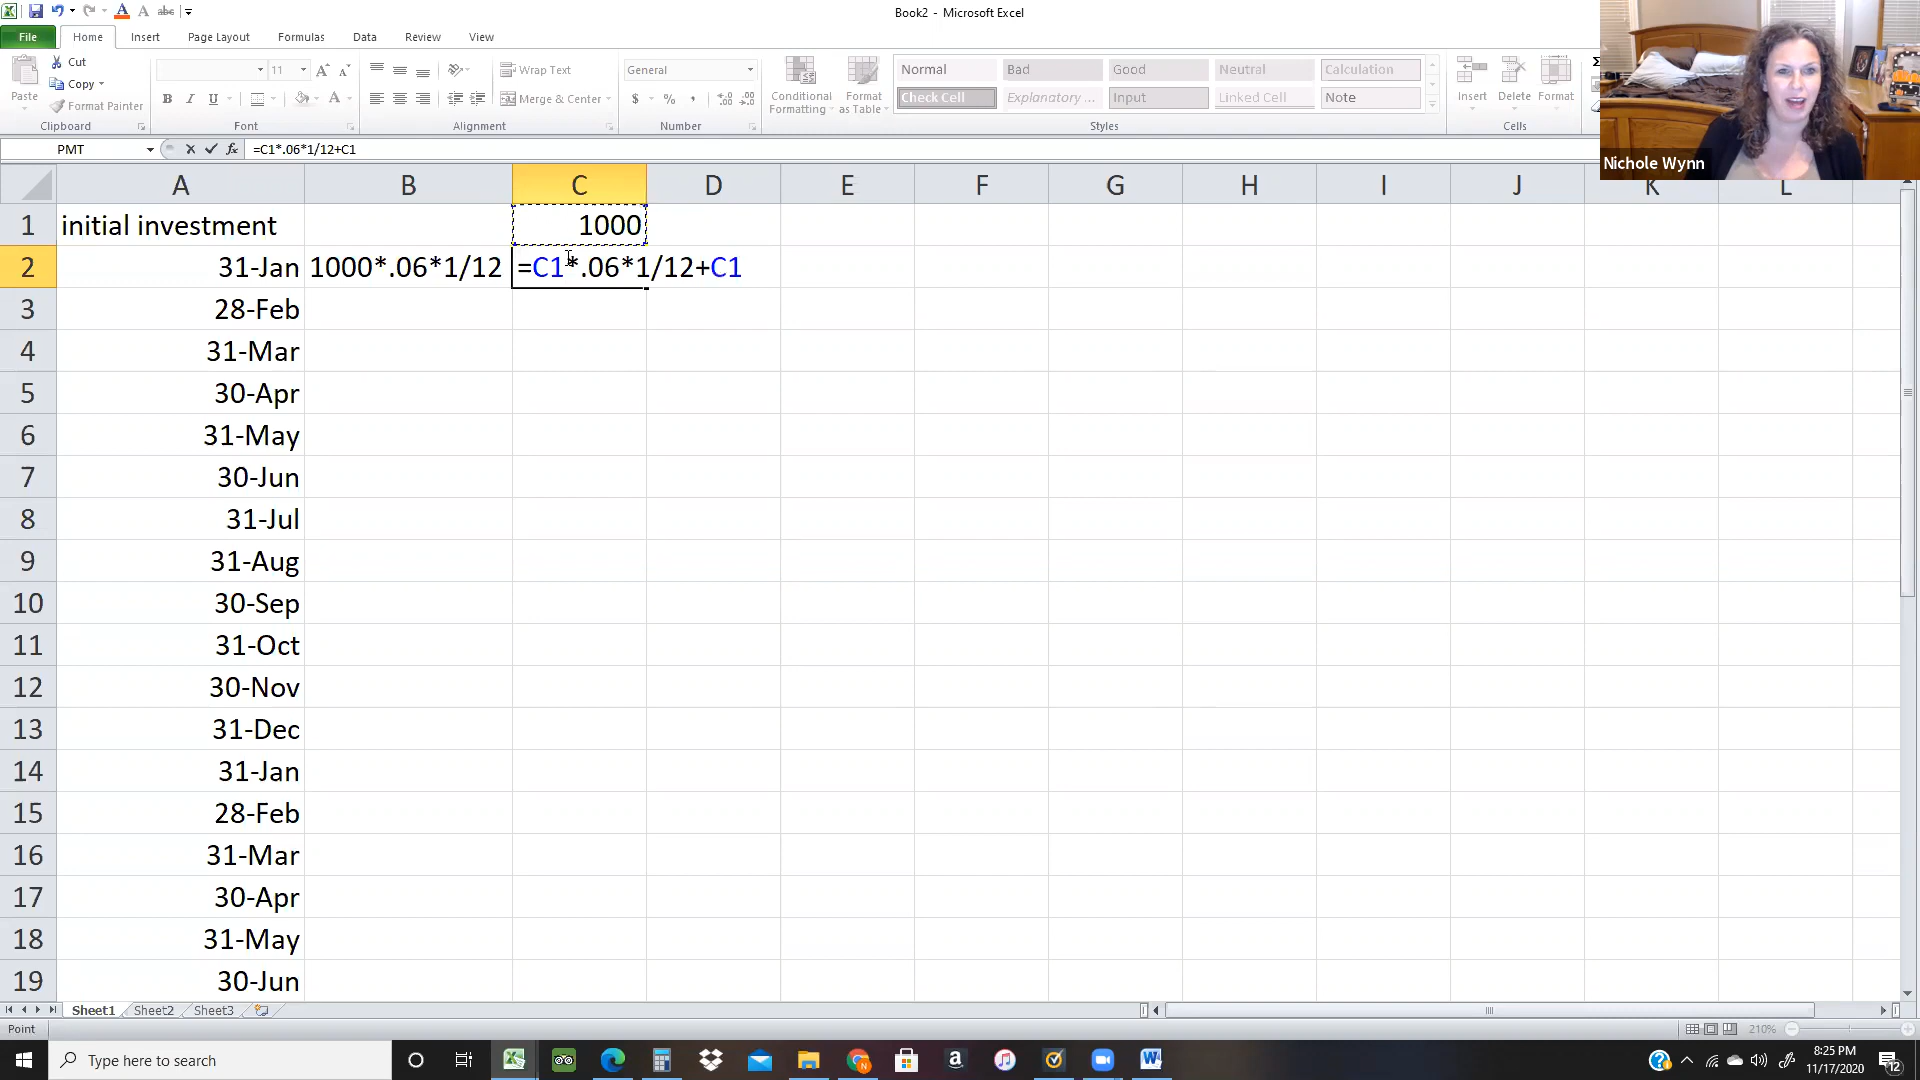 Book2 - Microsoft Excel
File Home Insert Page Layout Formulas Data Review View
Paste
Cut
Copy
Format Painter
Clipboard
11
Font
Wrap Text
Merge & Center
Alignment
General
Number
Conditional Formatting
Format as Table
Normal Bad Good Neutral Calculation
Check Cell Explanatory ... Input Linked Cell Note
Styles
Insert Delete Format
Cells
Nichole Wynn
PMT =C1*.06*1/12+C1
A B C D E F G H I J K L
1 initial investment 1000
2 31-Jan 1000*.06*1/12 =C1*.06*1/12+C1
3 28-Feb
4 31-Mar
5 30-Apr
6 31-May
7 30-Jun
8 31-Jul
9 31-Aug
10 30-Sep
11 31-Oct
12 30-Nov
13 31-Dec
14 31-Jan
15 28-Feb
16 31-Mar
17 30-Apr
18 31-May
19 30-Jun
Sheet1 Sheet2 Sheet3
Point 210%
Type here to search
8:25 PM
11/17/2020
12